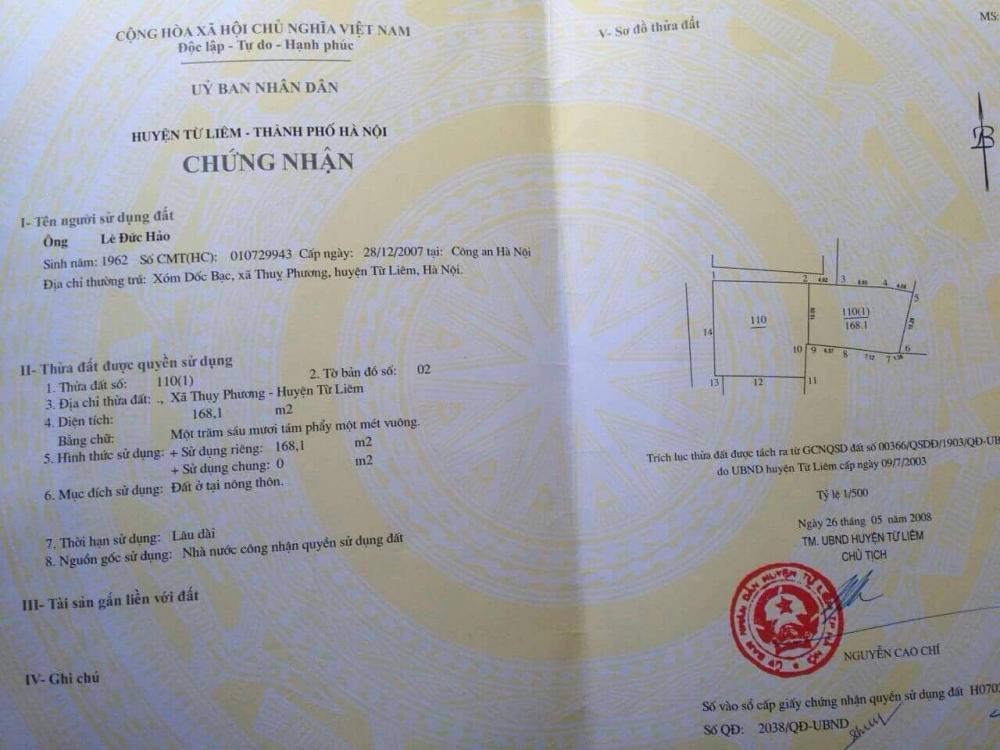 CỘNG HÒA XÃ HỘI CHỦ NGHĨA VIỆT NAM
Độc lập - Tự do - Hạnh phúc
UỶ BAN NHÂN DÂN
HUYỆN TỪ LIÊM - THÀNH PHỐ HÀ NỘI
CHỨNG NHẬN
I- Tên người sử dụng đất
Ông Lê Đức Hảo
Sinh năm: 1962 Số CMT(HC): 010729943 Cấp ngày: 28/12/2007 tại: Công an Hà Nội
Địa chỉ thường trú: Xóm Dốc Bạc, xã Thuỵ Phương, huyện Từ Liêm, Hà Nội.
II- Thửa đất được quyền sử dụng
1. Thửa đất số: 110(1) 2. Tờ bản đồ số: 02
3. Địa chỉ thửa đất: ., Xã Thuỵ Phương - Huyện Từ Liêm
4. Diện tích: 168,1 m2
Bằng chữ: Một trăm sáu mươi tám phẩy một mét vuông.
5. Hình thức sử dụng: + Sử dụng riêng: 168,1 m2
+ Sử dụng chung: 0 m2
6. Mục đích sử dụng: Đất ở tại nông thôn.
7. Thời hạn sử dụng: Lâu dài
8. Nguồn gốc sử dụng: Nhà nước công nhận quyền sử dụng đất
III- Tài sản gắn liền với đất
IV- Ghi chú
V- Sơ đồ thửa đất
MS:
B
1 2 4.62 3 4
5
110 110(1)
168.1
14
10 9 8 7 6
13 12 11
Trích lục thửa đất được tách ra từ GCNQSD đất số 00366/QSDĐ/1903/QĐ-UB
do UBND huyện Từ Liêm cấp ngày 09/7/2003
Tỷ lệ 1/500
Ngày 26 tháng 05 năm 2008
TM. UBND HUYỆN TỪ LIÊM
CHỦ TỊCH
ỦY BAN NHÂN DÂN HUYỆN TỪ LIÊM TP HÀ NỘI
NGUYỄN CAO CHÍ
Số vào sổ cấp giấy chứng nhận quyền sử dụng đất H0702
Số QĐ: 2038/QĐ-UBND